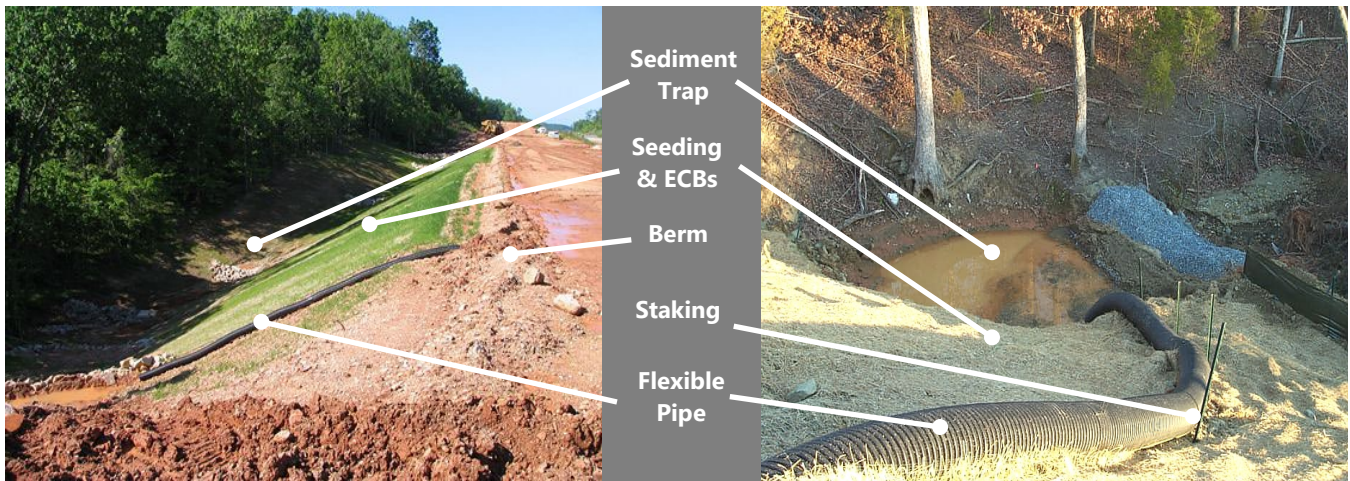 Sediment
Trap
Seeding
& ECBs
Berm
Staking
Flexible
Pipe